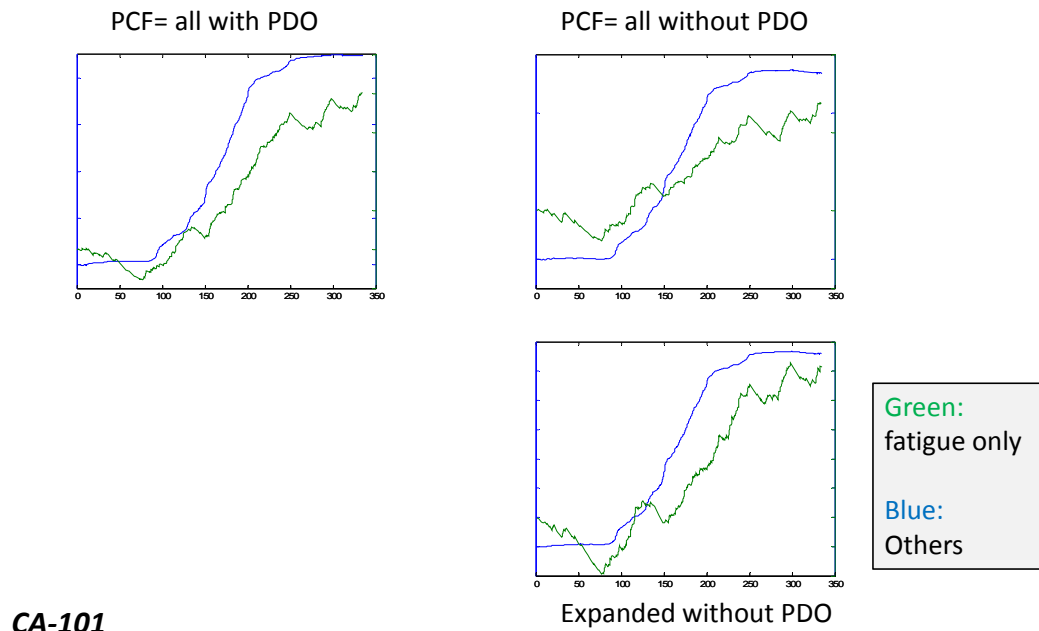 PCF= all with PDO
PCF= all without PDO
0 50 100 150 200 250 300 350
0 50 100 150 200 250 300 350
Green:
fatigue only
Blue:
Others
0 50 100 150 200 250 300 350
Expanded without PDO
CA-101